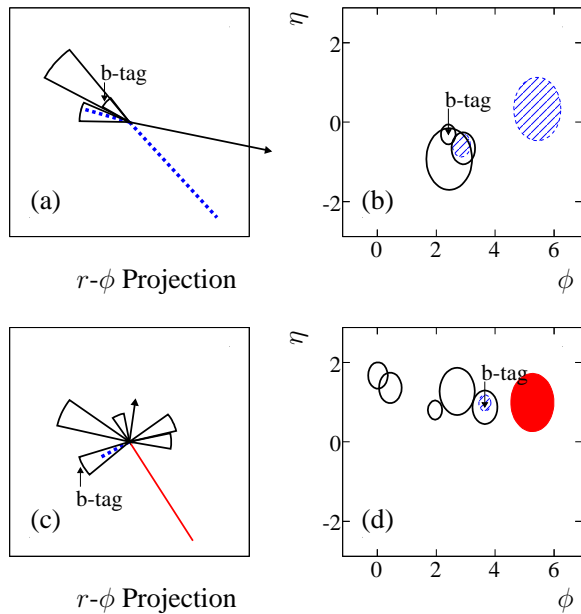 b-tag
(a)
r-ϕ Projection
η
2
0
-2
b-tag
(b)
0 2 4 6 ϕ
b-tag
(c)
r-ϕ Projection
η
2
0
-2
b-tag
(d)
0 2 4 6 ϕ